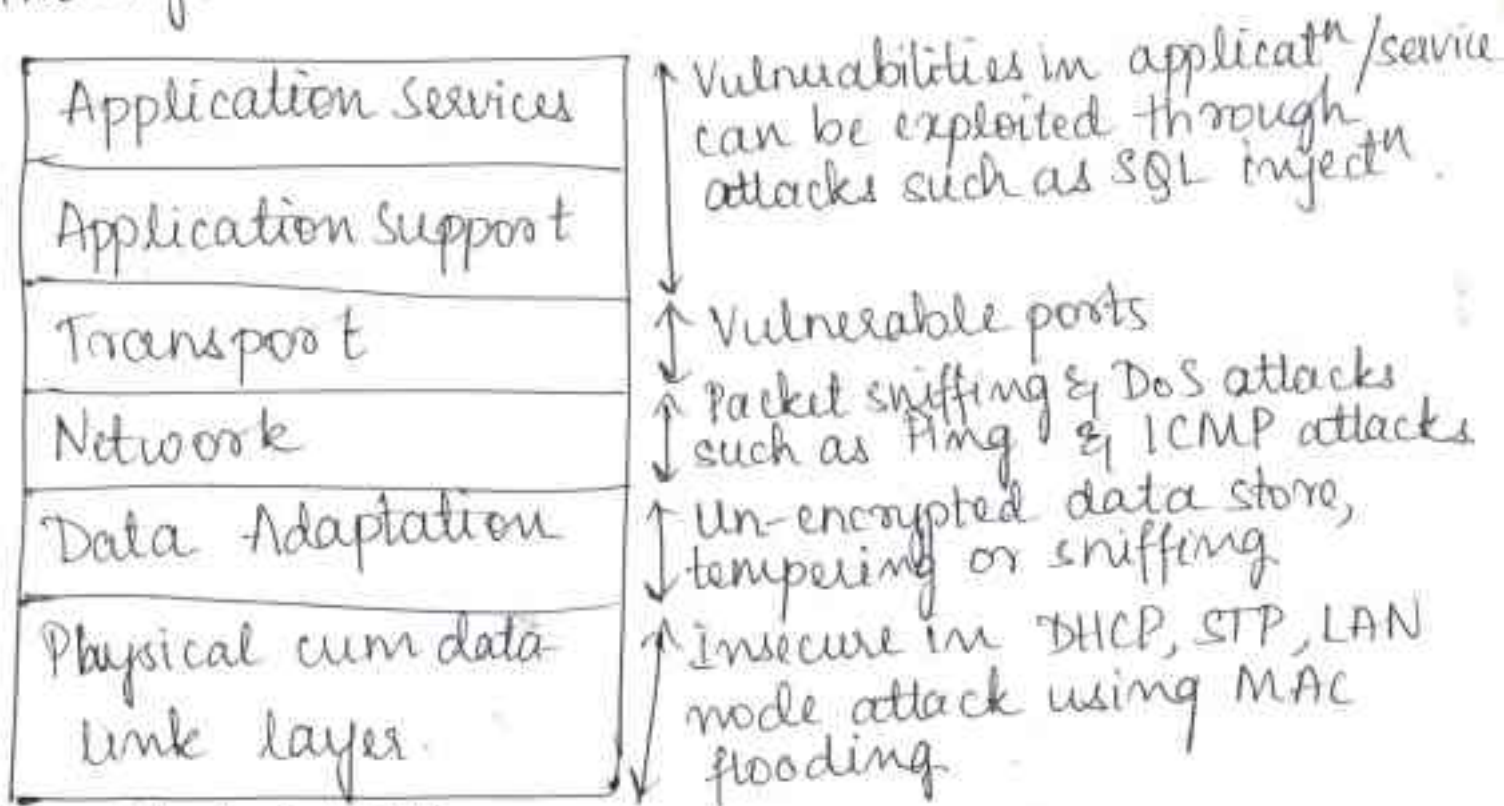 Application Services
Application Support
Transport
Network
Data Adaptation
Physical cum data
link layer.
Vulnerabilities in applicatⁿ/service
can be exploited through
attacks such as SQL injectⁿ.
Vulnerable ports
Packet sniffing & DoS attacks
such as Ping & ICMP attacks
Un-encrypted data store,
tempering or sniffing
Insecure in DHCP, STP, LAN
node attack using MAC
flooding